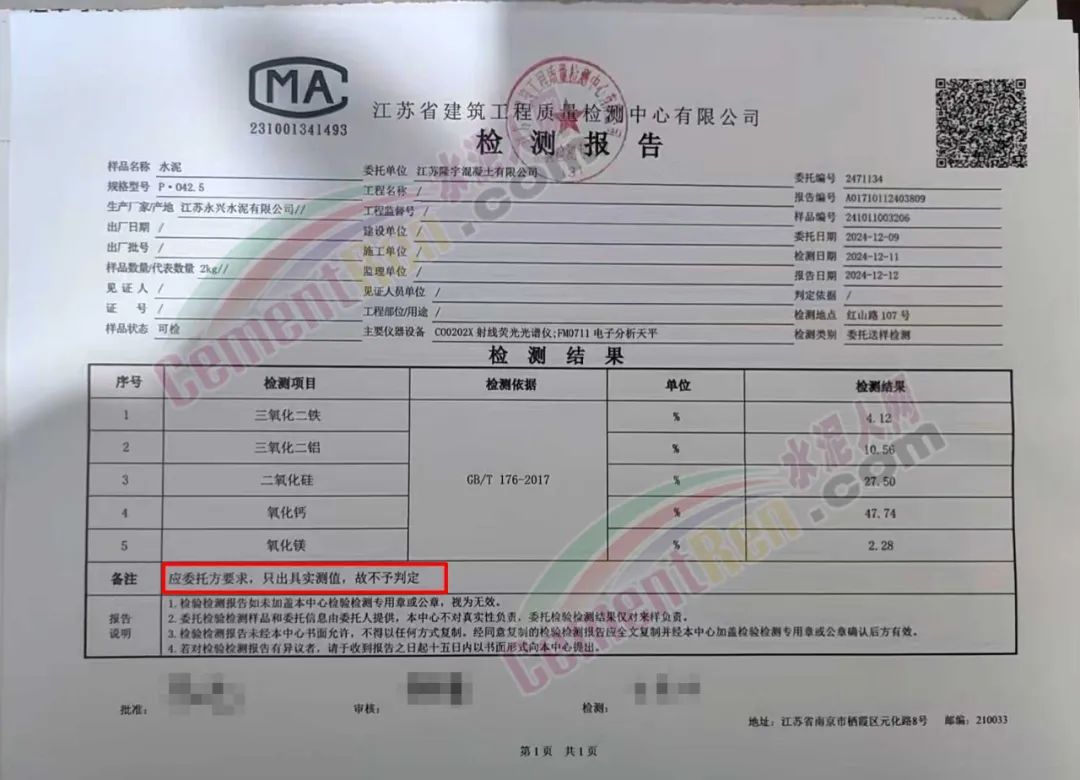 MA
231001341493
江苏省建筑工程质量检测中心有限公司
检测报告
样品名称 水泥
规格型号 P·O42.5
生产厂家/产地 江苏永兴水泥有限公司//
出厂日期 /
出厂批号 /
样品数量/代表数量 2kg//
见证人 /
证号 /
样品状态 可检
委托单位 江苏隆宇混凝土有限公司
工程名称 /
工程监督号 /
建设单位 /
施工单位 /
监理单位 /
见证人员单位 /
工程部位/用途 /
主要仪器设备 CO0202X 射线荧光光谱仪;FM0711 电子分析天平
委托编号 2471134
报告编号 A01710112403809
样品编号 241011003206
委托日期 2024-12-09
检测日期 2024-12-11
报告日期 2024-12-12
判定依据 /
检测地点 红山路 107 号
检测类别 委托送样检测
检测结果
序号 检测项目 检测依据 单位 检测结果
1 三氧化二铁 % 4.12
2 三氧化二铝 % 10.56
3 二氧化硅 GB/T 176-2017 % 27.50
4 氧化钙 % 47.74
5 氧化镁 % 2.28
备注 应委托方要求，只出具实测值，故不予判定
报告说明
1.检验检测报告如未加盖本中心检验检测专用章或公章，视为无效。
2.委托检验检测样品和委托信息由委托人提供，本中心不对真实性负责，委托检验检测结果仅对来样负责。
3.检验检测报告未经本中心书面允许，不得以任何方式复制。经同意复制的检验检测报告应全文复制并经本中心加盖检验检测专用章或公章确认后方有效。
4.若对检验检测报告有异议者，请于收到报告之日起十五日内以书面形式向本中心提出。
批准：
审核：
检测：
地址：江苏省南京市栖霞区元化路8号 邮编：210033
第1页 共1页
CementRen.com
水泥人网
CementRen.com